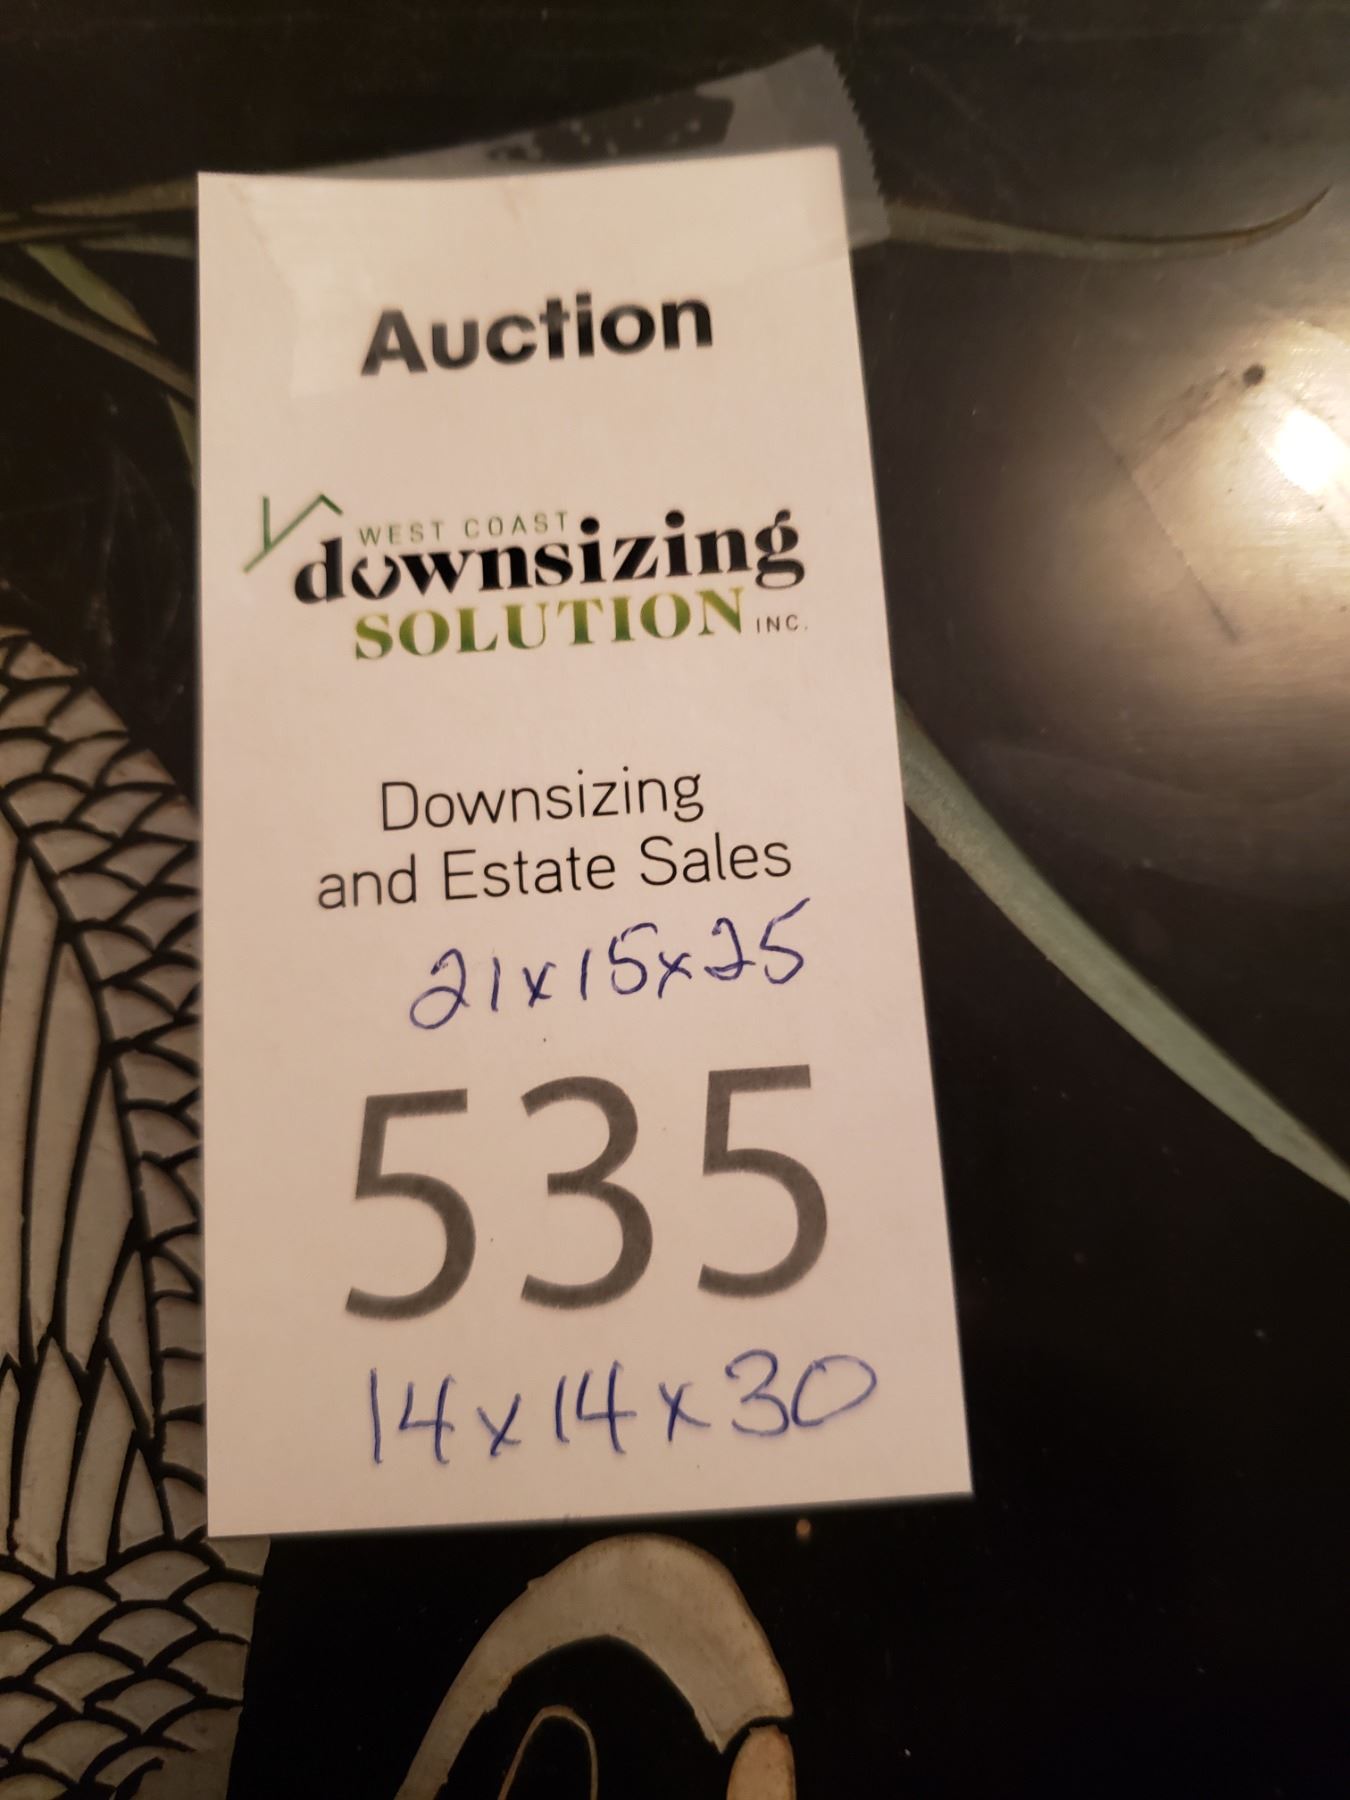 Auction
WEST COAST
downsizing
SOLUTION INC.
Downsizing
and Estate Sales
21x15x25
535
14x14x30